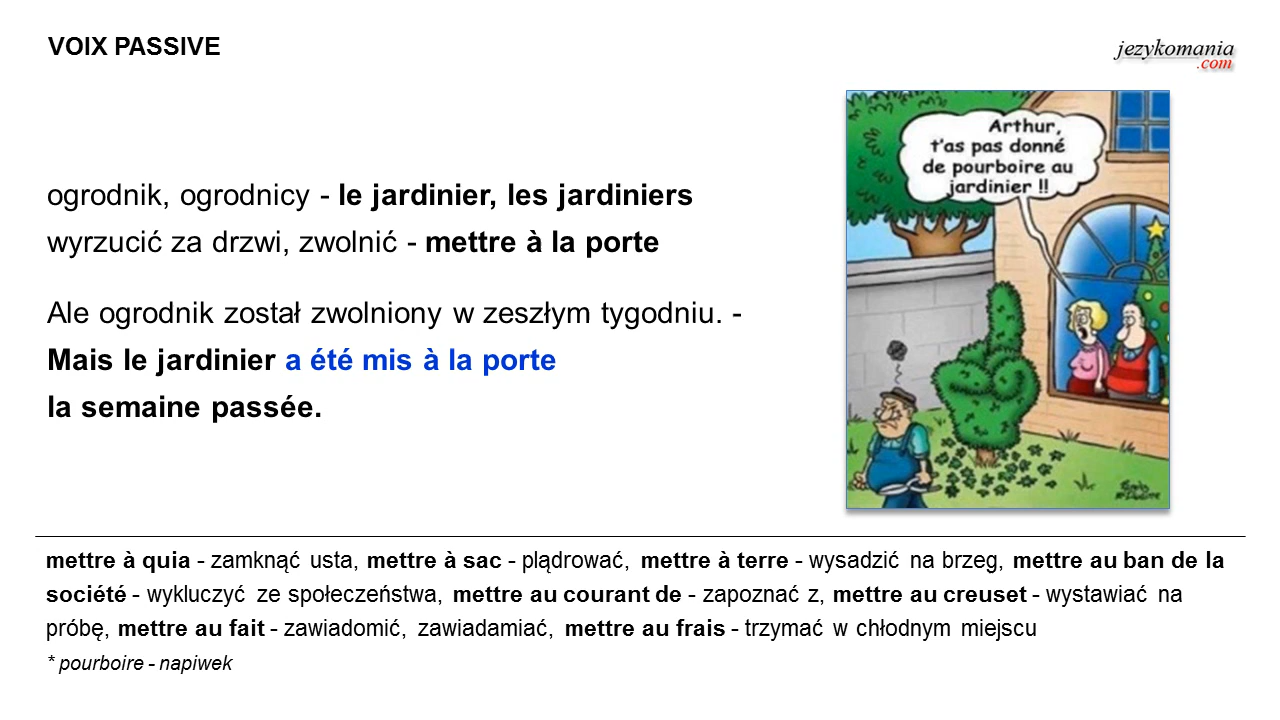 VOIX PASSIVE
jezykomania
.com
ogrodnik, ogrodnicy - le jardinier, les jardiniers
wyrzucić za drzwi, zwolnić - mettre à la porte
Ale ogrodnik został zwolniony w zeszłym tygodniu. -
Mais le jardinier a été mis à la porte
la semaine passée.
Arthur,
t'as pas donné
de pourboire au
jardinier !!
mettre à quia - zamknąć usta, mettre à sac - plądrować, mettre à terre - wysadzić na brzeg, mettre au ban de la
société - wykluczyć ze społeczeństwa, mettre au courant de - zapoznać z, mettre au creuset - wystawiać na
próbę, mettre au fait - zawiadomić, zawiadamiać, mettre au frais - trzymać w chłodnym miejscu
* pourboire - napiwek